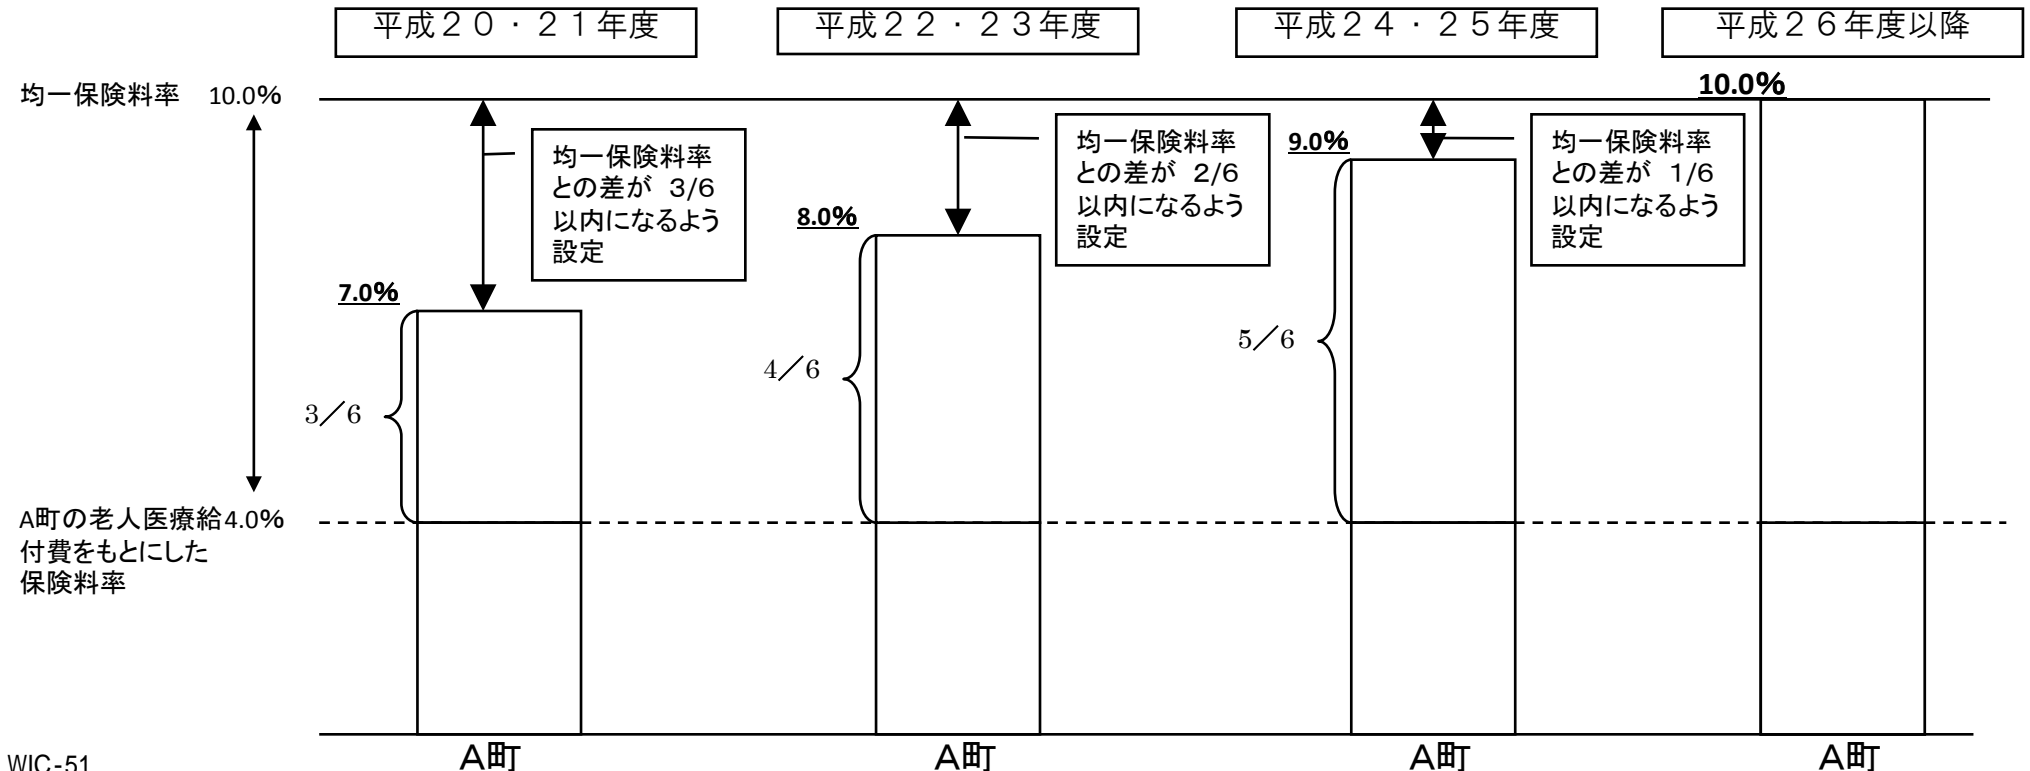 平成２０・２１年度
平成２２・２３年度
平成２４・２５年度
平成２６年度以降
均一保険料率 10.0%
10.0%
均一保険料率
との差が 3/6
以内になるよう
設定
均一保険料率
との差が 2/6
以内になるよう
設定
9.0%
均一保険料率
との差が 1/6
以内になるよう
設定
8.0%
7.0%
3／6
4／6
5／6
A町の老人医療給4.0%
付費をもとにした
保険料率
A町
A町
A町
A町
WIC-51